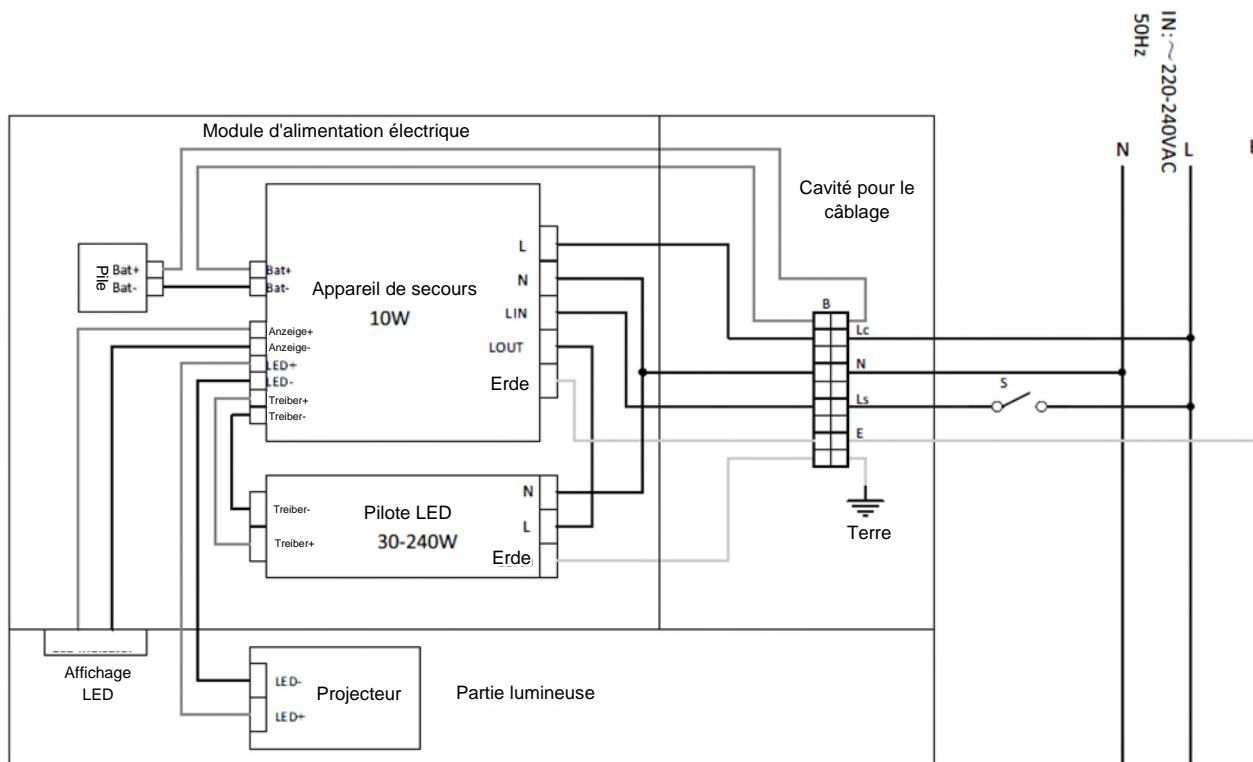 IN:~220-240VAC
50Hz
Module d'alimentation électrique
N
L
Cavité pour le
câblage
L
Pile
Bat+
Bat-
Bat+
Bat-
Appareil de secours
10W
N
LIN
LOUT
Erde
B
Lc
N
Ls
S
E
Anzeige+
Anzeige-
LED+
LED-
Treiber+
Treiber-
Treiber-
Treiber+
Pilote LED
30-240W
N
L
Erde
Terre
Affichage
LED
LED-
LED+
Projecteur
Partie lumineuse